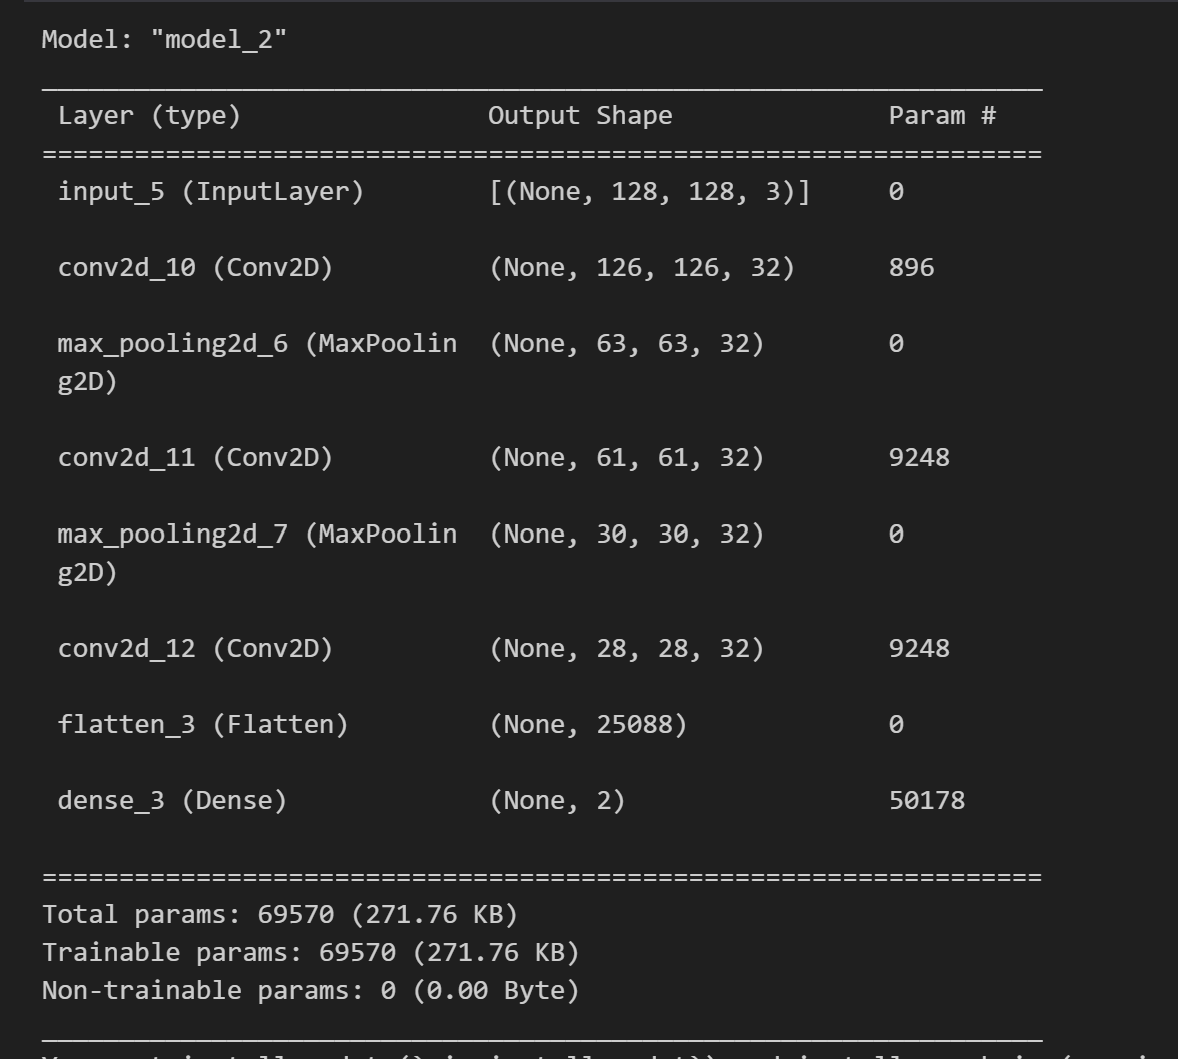 Model: "model_2"
_________________________________________________________________
Layer (type) Output Shape Param #
=================================================================
input_5 (InputLayer) [(None, 128, 128, 3)] 0
conv2d_10 (Conv2D) (None, 126, 126, 32) 896
max_pooling2d_6 (MaxPoolin (None, 63, 63, 32) 0
g2D)
conv2d_11 (Conv2D) (None, 61, 61, 32) 9248
max_pooling2d_7 (MaxPoolin (None, 30, 30, 32) 0
g2D)
conv2d_12 (Conv2D) (None, 28, 28, 32) 9248
flatten_3 (Flatten) (None, 25088) 0
dense_3 (Dense) (None, 2) 50178
=================================================================
Total params: 69570 (271.76 KB)
Trainable params: 69570 (271.76 KB)
Non-trainable params: 0 (0.00 Byte)
_________________________________________________________________